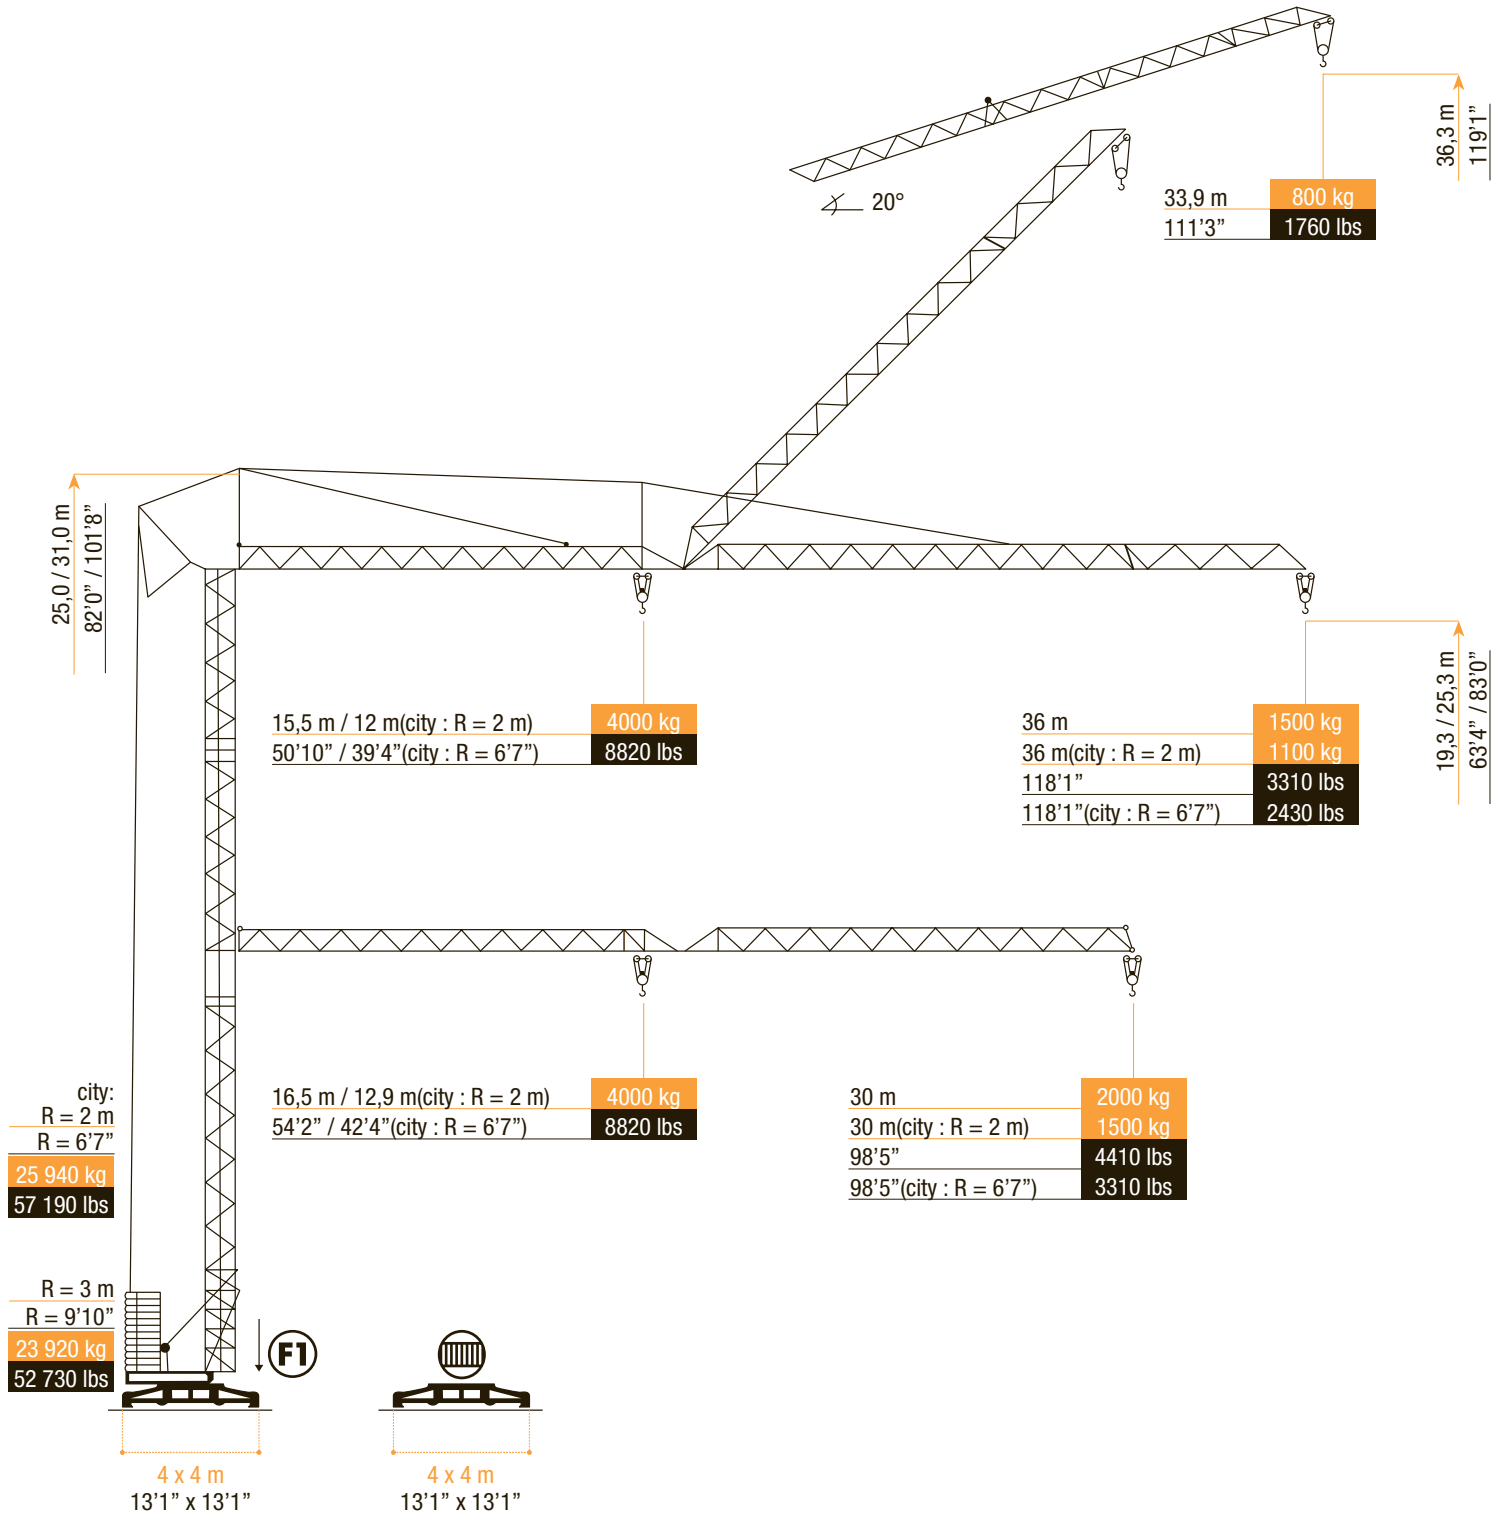 36,3 m
119'1”
20°
33,9 m
800 kg
111'3”
1760 lbs
25,0 / 31,0 m
82'0” / 101'8”
15,5 m / 12 m(city : R = 2 m)
4000 kg
50'10” / 39'4”(city : R = 6'7”)
8820 lbs
36 m
1500 kg
36 m(city : R = 2 m)
1100 kg
118'1”
3310 lbs
118'1”(city : R = 6'7”)
2430 lbs
19,3 / 25,3 m
63'4” / 83'0”
16,5 m / 12,9 m(city : R = 2 m)
4000 kg
54'2” / 42'4”(city : R = 6'7”)
8820 lbs
30 m
2000 kg
30 m(city : R = 2 m)
1500 kg
98'5”
4410 lbs
98'5”(city : R = 6'7”)
3310 lbs
city:
R = 2 m
R = 6'7”
25 940 kg
57 190 lbs
R = 3 m
R = 9'10”
23 920 kg
52 730 lbs
F1
4 x 4 m
13'1” x 13'1”
4 x 4 m
13'1” x 13'1”